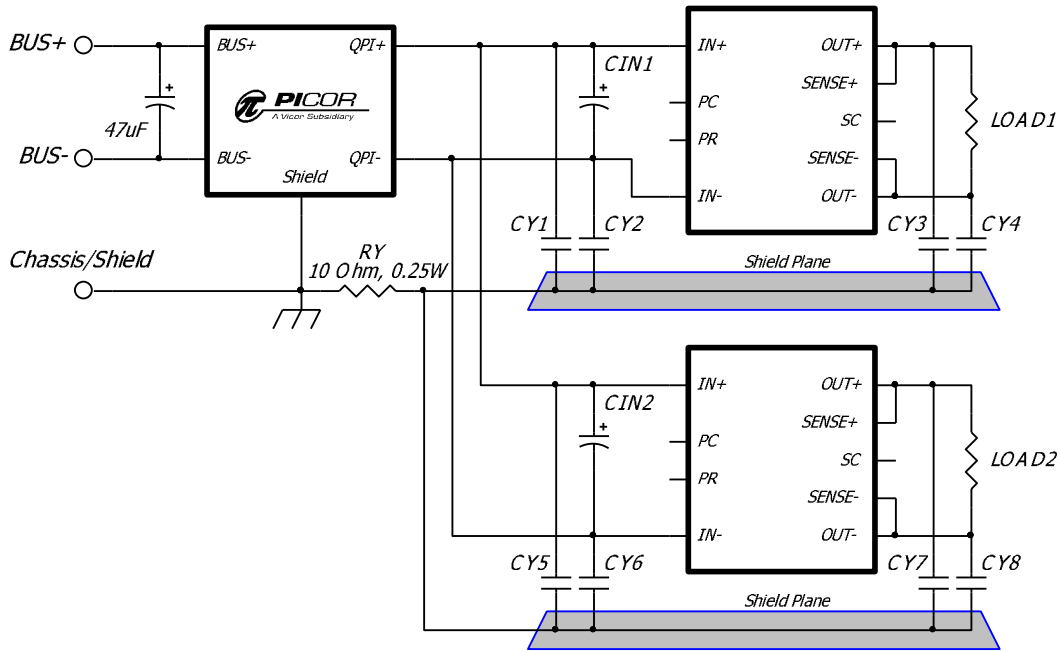 BUS+
BUS-
47uF
BUS+
QPI+
PICOR
A Vicor Subsidiary
BUS-
QPI-
Shield
Chassis/Shield
RY
10 Ohm, 0.25W
CIN1
CY1
CY2
IN+
OUT+
SENSE+
PC
SC
PR
SENSE-
IN-
OUT-
LOAD1
CY3
CY4
Shield Plane
CIN2
CY5
CY6
IN+
OUT+
SENSE+
PC
SC
PR
SENSE-
IN-
OUT-
LOAD2
CY7
CY8
Shield Plane